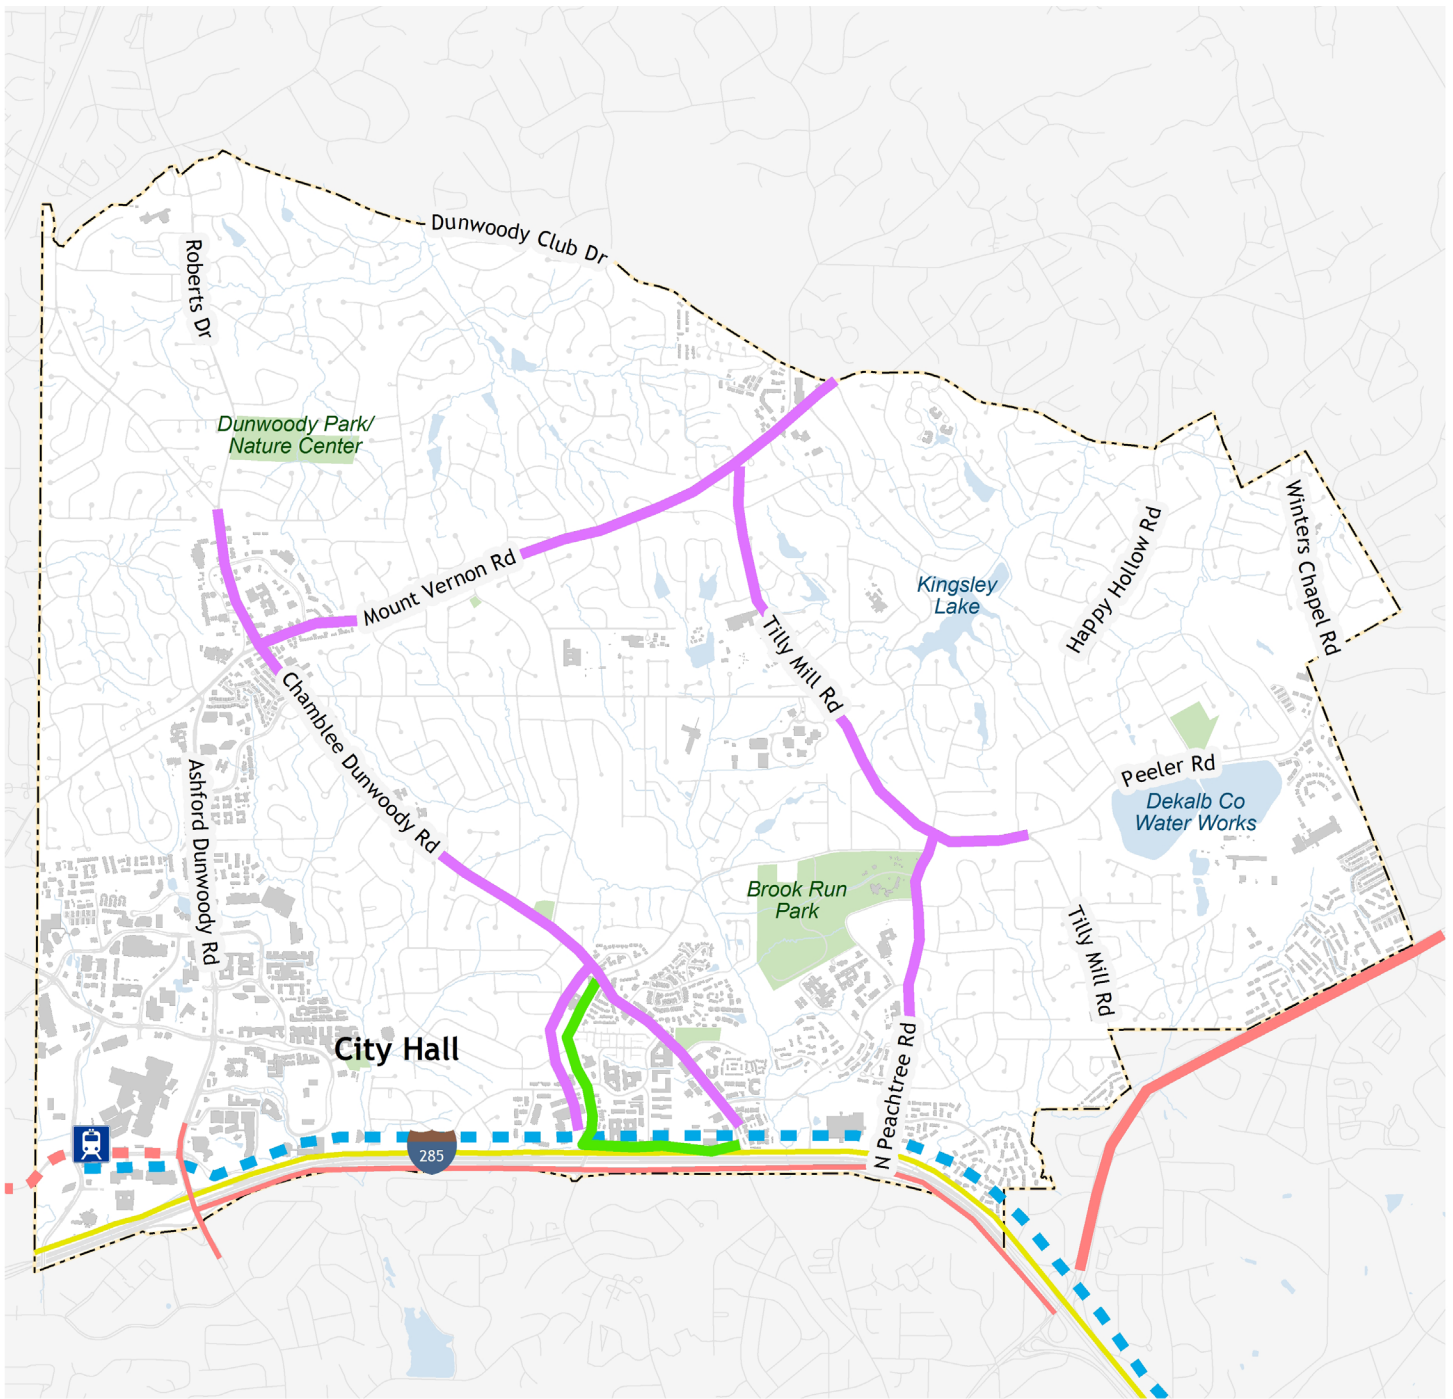 Dunwoody Club Dr
Roberts Dr
Dunwoody Park/
Nature Center
Winters Chapel Rd
Happy Hollow Rd
Mount Vernon Rd
Kingsley
Lake
Tilly Mill Rd
Chamblee Dunwoody Rd
Ashford Dunwoody Rd
Peeler Rd
Dekalb Co
Water Works
Brook Run
Park
Tilly Mill Rd
City Hall
N Peachtree Rd
285